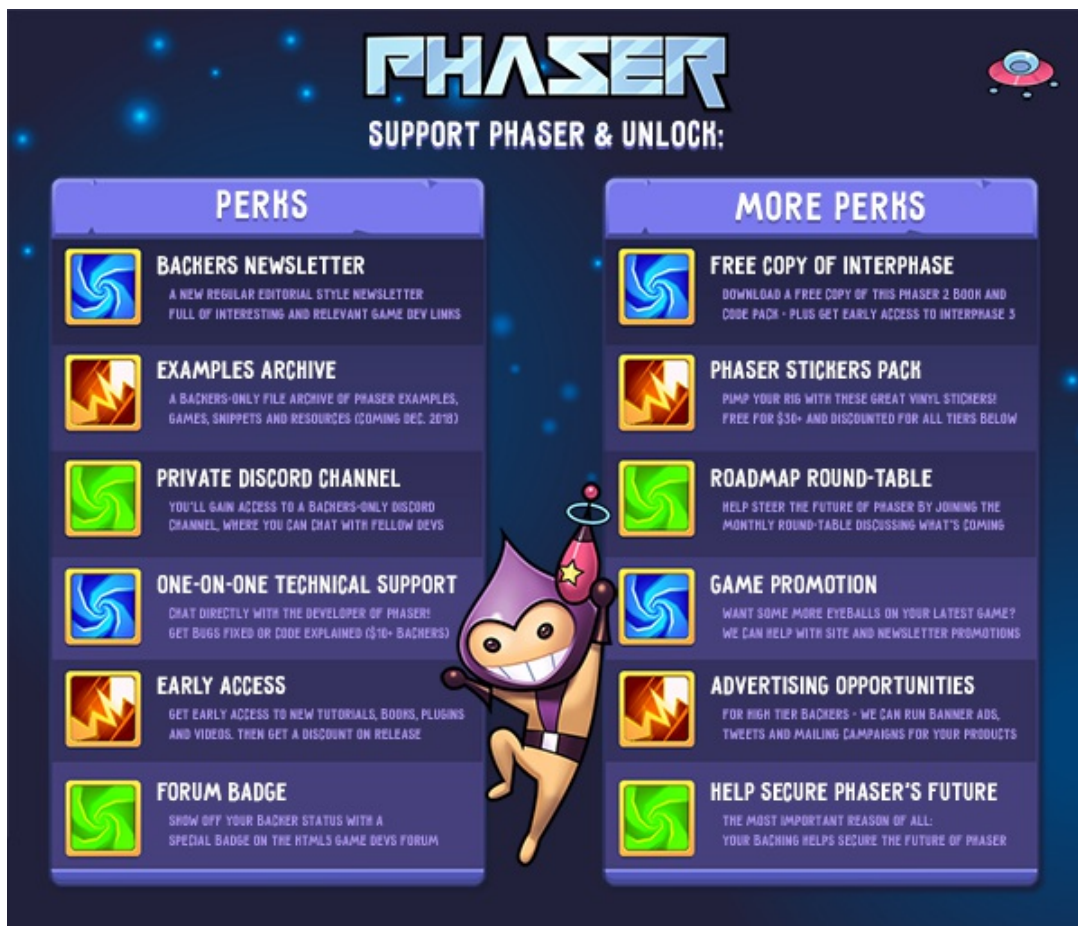 PHASER
SUPPORT PHASER & UNLOCK:
PERKS
BACKERS NEWSLETTER
A NEW REGULAR EDITORIAL STYLE NEWSLETTER
FULL OF INTERESTING AND RELEVANT GAME DEV LINKS
EXAMPLES ARCHIVE
A BACKERS-ONLY FILE ARCHIVE OF PHASER EXAMPLES,
GAMES, SNIPPETS AND RESOURCES (COMING DEC. 2018)
PRIVATE DISCORD CHANNEL
YOU'LL GAIN ACCESS TO A BACKERS-ONLY DISCORD
CHANNEL, WHERE YOU CAN CHAT WITH FELLOW DEVS
ONE-ON-ONE TECHNICAL SUPPORT
CHAT DIRECTLY WITH THE DEVELOPER OF PHASER!
GET BUGS FIXED OR CODE EXPLAINED ($10+ BACKERS)
EARLY ACCESS
GET EARLY ACCESS TO NEW TUTORIALS, BOOKS, PLUGINS
AND VIDEOS. THEN GET A DISCOUNT ON RELEASE
FORUM BADGE
SHOW OFF YOUR BACKER STATUS WITH A
SPECIAL BADGE ON THE HTML5 GAME DEVS FORUM
MORE PERKS
FREE COPY OF INTERPHASE
DOWNLOAD A FREE COPY OF THIS PHASER 2 BOOK AND
CODE PACK - PLUS GET EARLY ACCESS TO INTERPHASE 3
PHASER STICKERS PACK
PIMP YOUR RIG WITH THESE GREAT VINYL STICKERS!
FREE FOR $30+ AND DISCOUNTED FOR ALL TIERS BELOW
ROADMAP ROUND-TABLE
HELP STEER THE FUTURE OF PHASER BY JOINING THE
MONTHLY ROUND-TABLE DISCUSSING WHAT'S COMING
GAME PROMOTION
WANT SOME MORE EYEBALLS ON YOUR LATEST GAME?
WE CAN HELP WITH SITE AND NEWSLETTER PROMOTIONS
ADVERTISING OPPORTUNITIES
FOR HIGH TIER BACKERS - WE CAN RUN BANNER ADS,
TWEETS AND MAILING CAMPAIGNS FOR YOUR PRODUCTS
HELP SECURE PHASER'S FUTURE
THE MOST IMPORTANT REASON OF ALL:
YOUR BACKING HELPS SECURE THE FUTURE OF PHASER